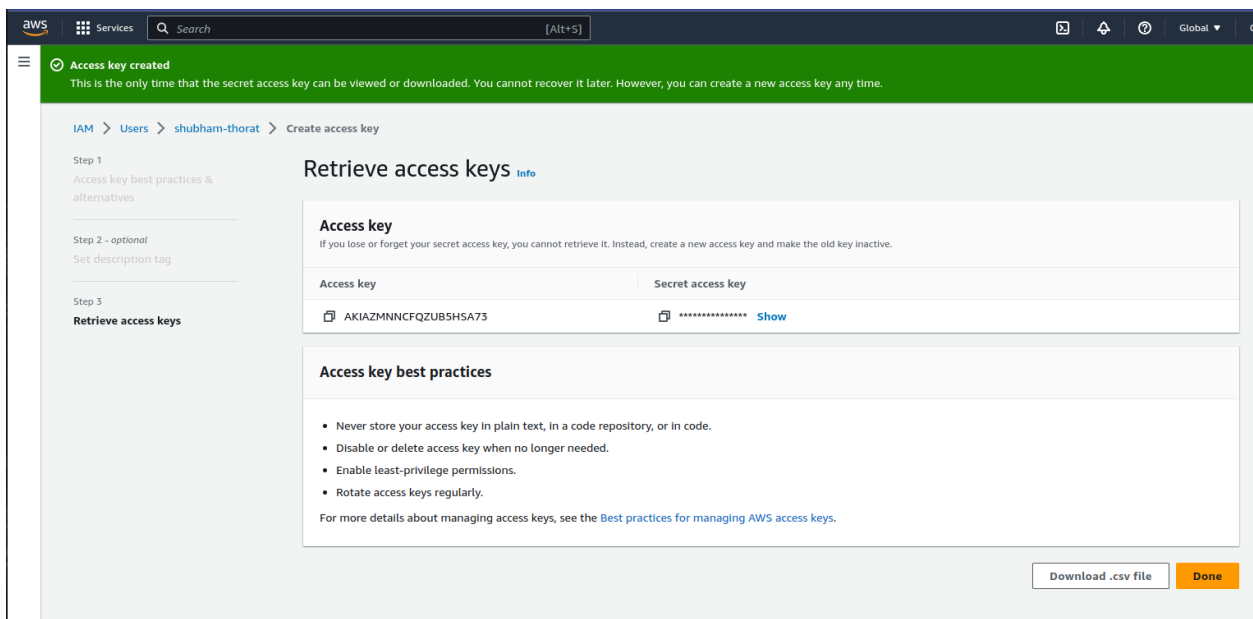 aws Services Search [Alt+S] Global
Access key created
This is the only time that the secret access key can be viewed or downloaded. You cannot recover it later. However, you can create a new access key any time.
IAM > Users > shubham-thorat > Create access key
Step 1
Access key best practices &
alternatives
Step 2 - optional
Set description tag
Step 3
Retrieve access keys
Retrieve access keys Info
Access key
If you lose or forget your secret access key, you cannot retrieve it. Instead, create a new access key and make the old key inactive.
Access key Secret access key
AKIAZMNNCFQZUB5HSA73 *************** Show
Access key best practices
• Never store your access key in plain text, in a code repository, or in code.
• Disable or delete access key when no longer needed.
• Enable least-privilege permissions.
• Rotate access keys regularly.
For more details about managing access keys, see the Best practices for managing AWS access keys.
Download .csv file Done